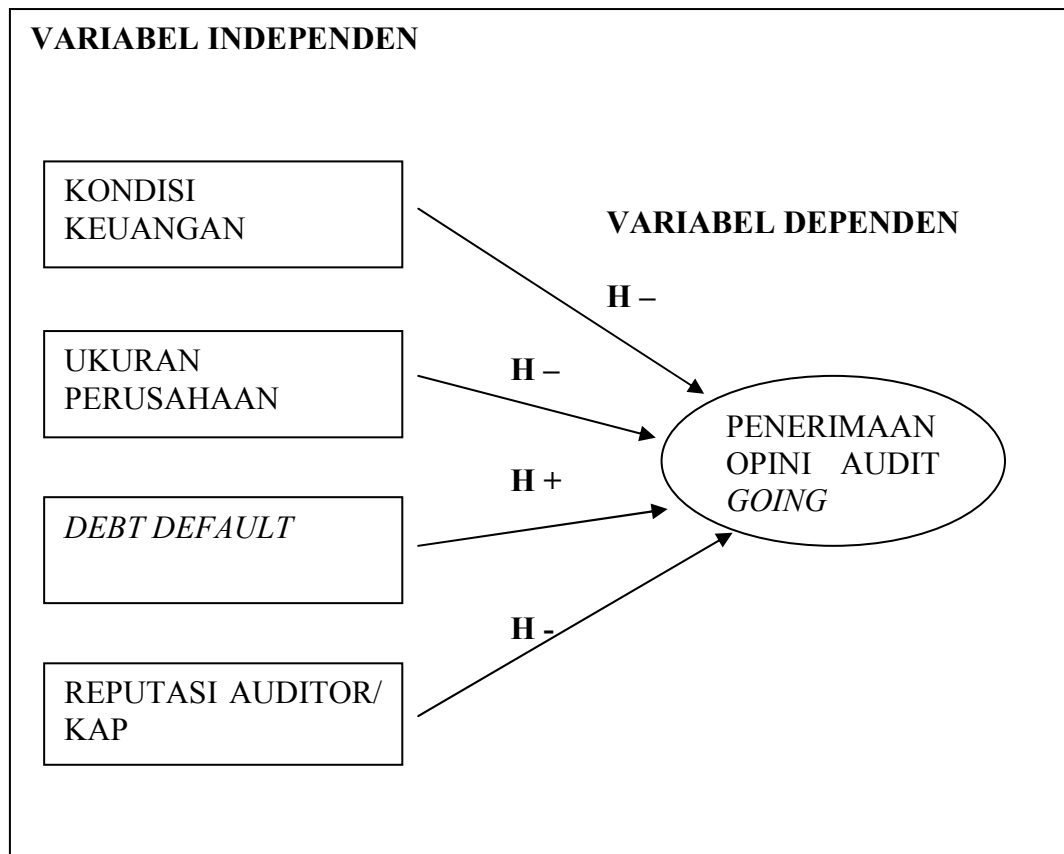 VARIABEL INDEPENDEN
KONDISI
KEUANGAN
VARIABEL DEPENDEN
H –
UKURAN
PERUSAHAAN
H –
PENERIMAAN
OPINI AUDIT
GOING
H +
DEBT DEFAULT
H -
REPUTASI AUDITOR/
KAP